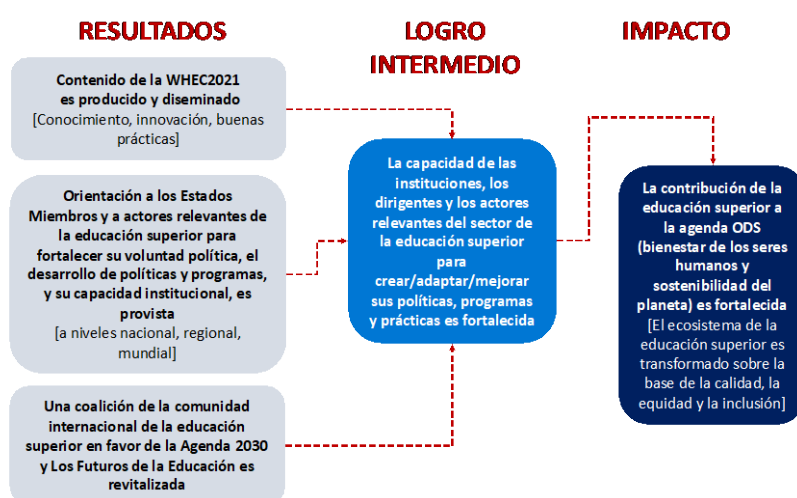 RESULTADOS
Contenido de la WHEC2021
es producido y diseminado
[Conocimiento, innovación, buenas
prácticas]
Orientación a los Estados
Miembros y a actores relevantes de
la educación superior para
fortalecer su voluntad política, el
desarrollo de políticas y programas,
y su capacidad institucional, es
provista
[a niveles nacional, regional,
mundial]
Una coalición de la comunidad
internacional de la educación
superior en favor de la Agenda 2030
y Los Futuros de la Educación es
revitalizada
LOGRO
INTERMEDIO
La capacidad de las
instituciones, los
dirigentes y los actores
relevantes del sector de
la educación superior
para
crear/adaptar/mejorar
sus políticas, programas
y prácticas es fortalecida
IMPACTO
La contribución de la
educación superior a
la agenda ODS
(bienestar de los seres
humanos y
sostenibilidad del
planeta) es fortalecida
[El ecosistema de la
educación superior es
transformado sobre la
base de la calidad, la
equidad y la inclusión]